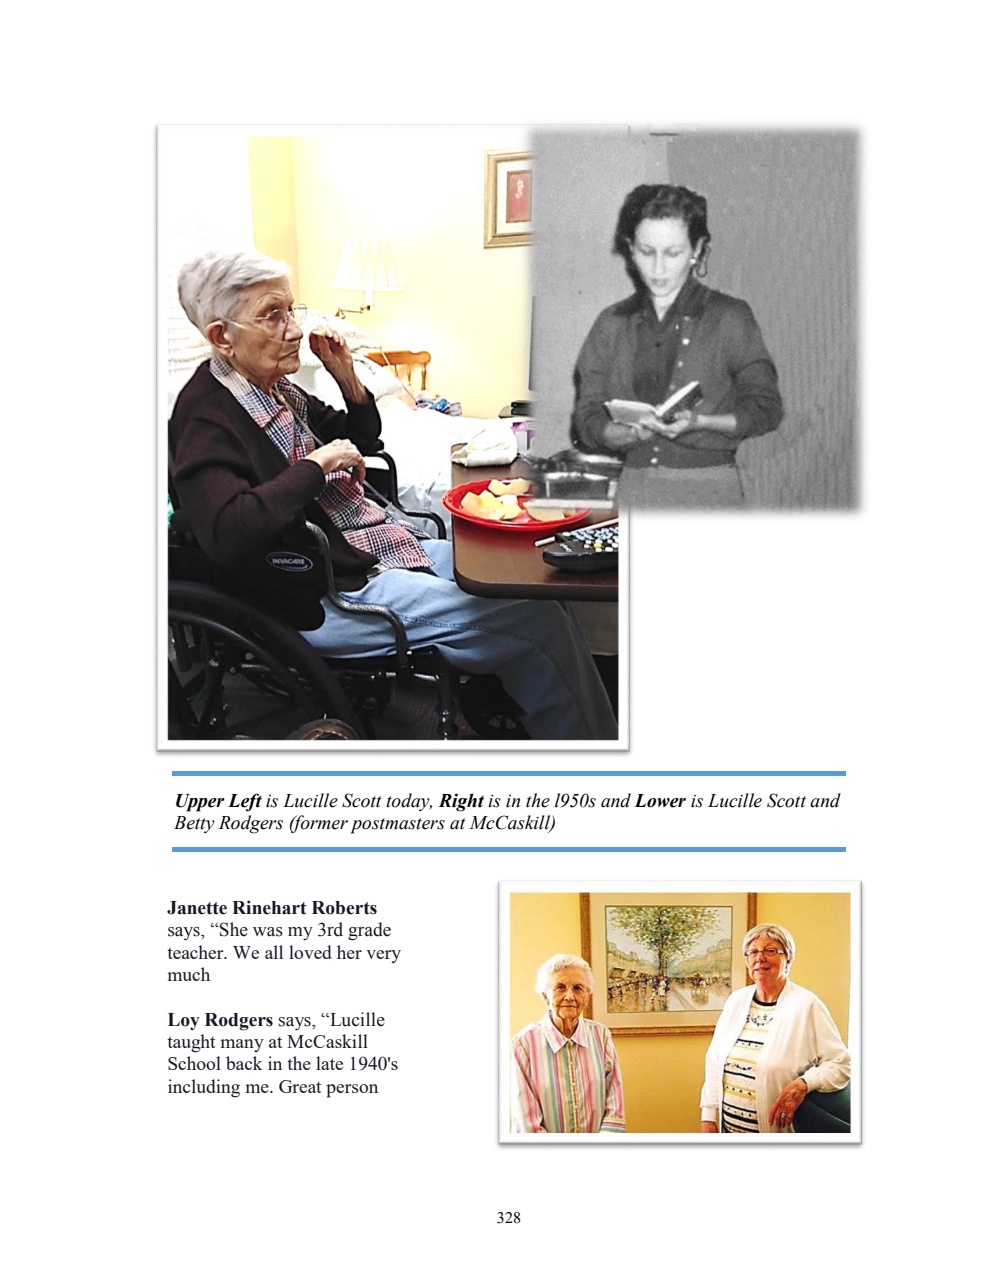 INVACARE
Upper Left is Lucille Scott today, Right is in the l950s and Lower is Lucille Scott and
Betty Rodgers (former postmasters at McCaskill)
Janette Rinehart Roberts
says, “She was my 3rd grade
teacher. We all loved her very
much
Loy Rodgers says, “Lucille
taught many at McCaskill
School back in the late 1940's
including me. Great person
328